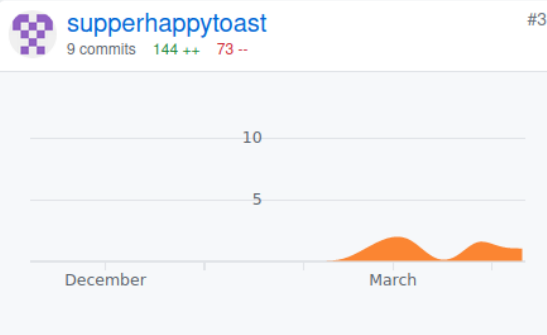 supperhappytoast
#3
9 commits 144 ++ 73 --
10
5
December March